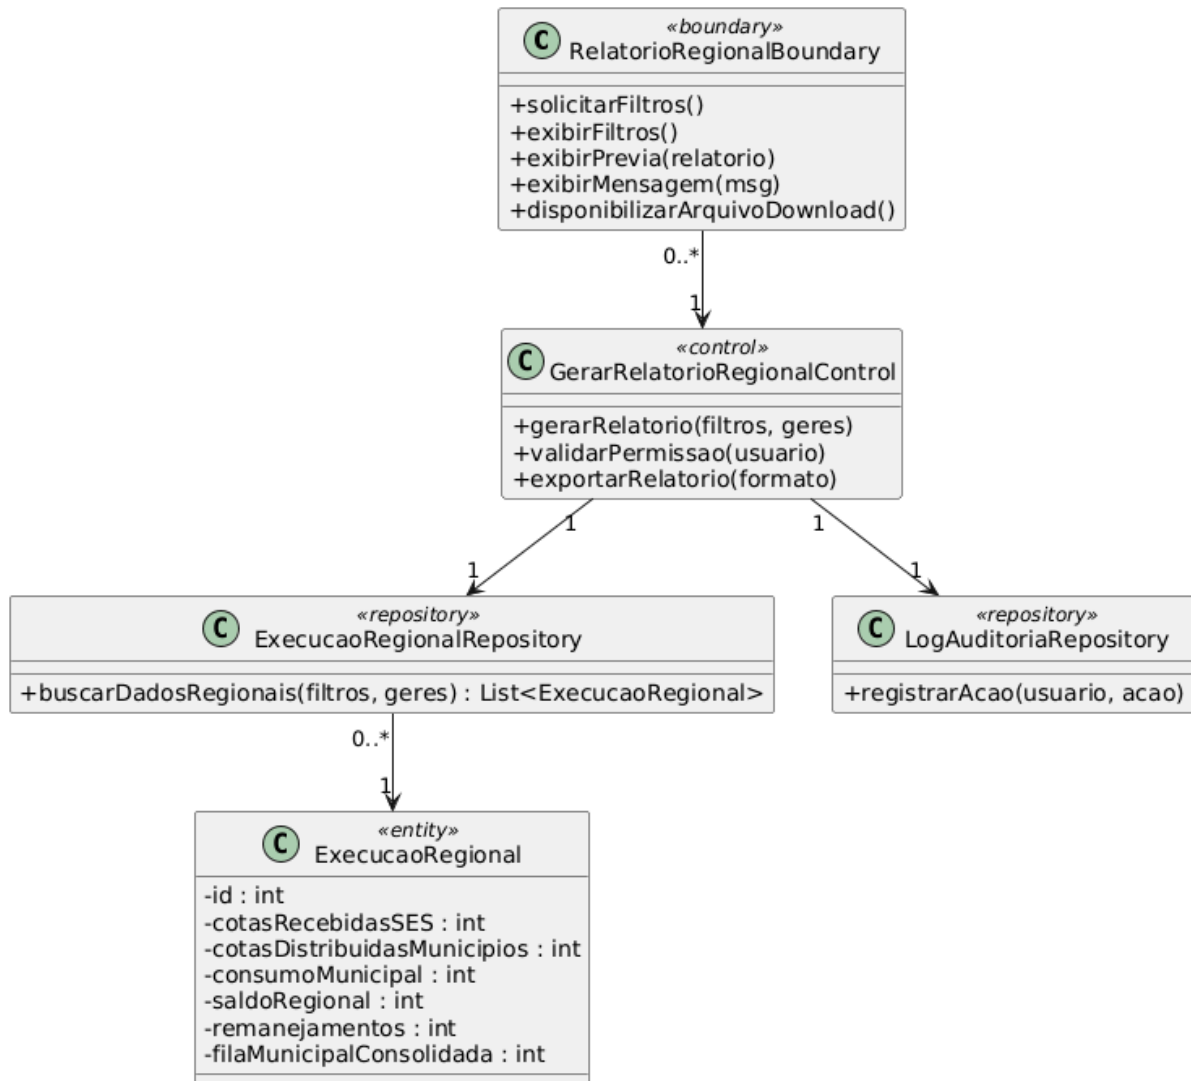 C
«boundary»
RelatorioRegionalBoundary
+solicitarFiltros()
+exibirFiltros()
+exibirPrevia(relatorio)
+exibirMensagem(msg)
+disponibilizarArquivoDownload()
0..*
1
C
«control»
GerarRelatorioRegionalControl
+gerarRelatorio(filtros, geres)
+validarPermissao(usuario)
+exportarRelatorio(formato)
1
1
1
1
C
«repository»
ExecucaoRegionalRepository
+buscarDadosRegionais(filtros, geres) : List<ExecucaoRegional>
C
«repository»
LogAuditoriaRepository
+registrarAcao(usuario, acao)
0..*
1
C
«entity»
ExecucaoRegional
-id : int
-cotasRecebidasSES : int
-cotasDistribuidasMunicipios : int
-consumoMunicipal : int
-saldoRegional : int
-remanejamentos : int
-filaMunicipalConsolidada : int